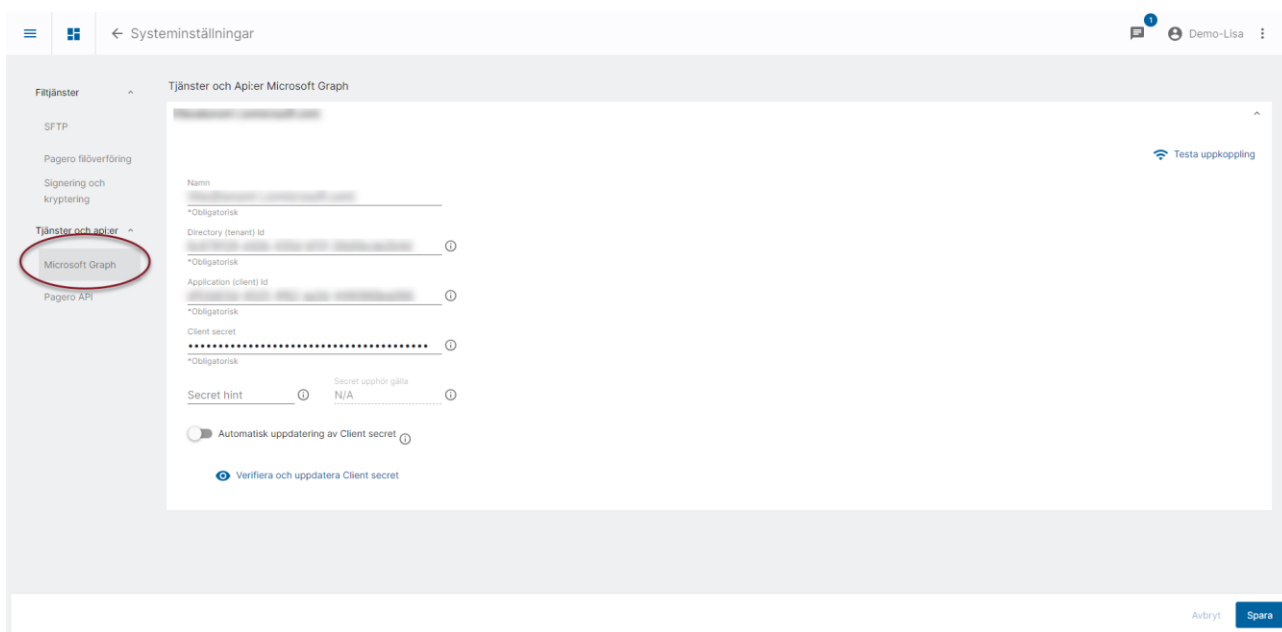 Systeminställningar
1
Demo-Lisa
Filtjänster
SFTP
Pagero filöverföring
Signering och
kryptering
Tjänster och api:er
Microsoft Graph
Pagero API
Tjänster och Api:er Microsoft Graph
Testa uppkoppling
Namn
*Obligatorisk
Directory (tenant) Id
*Obligatorisk
Application (client) Id
*Obligatorisk
Client secret
*Obligatorisk
Secret hint
Secret upphör gälla
N/A
Automatisk uppdatering av Client secret
Verifiera och uppdatera Client secret
Avbryt
Spara